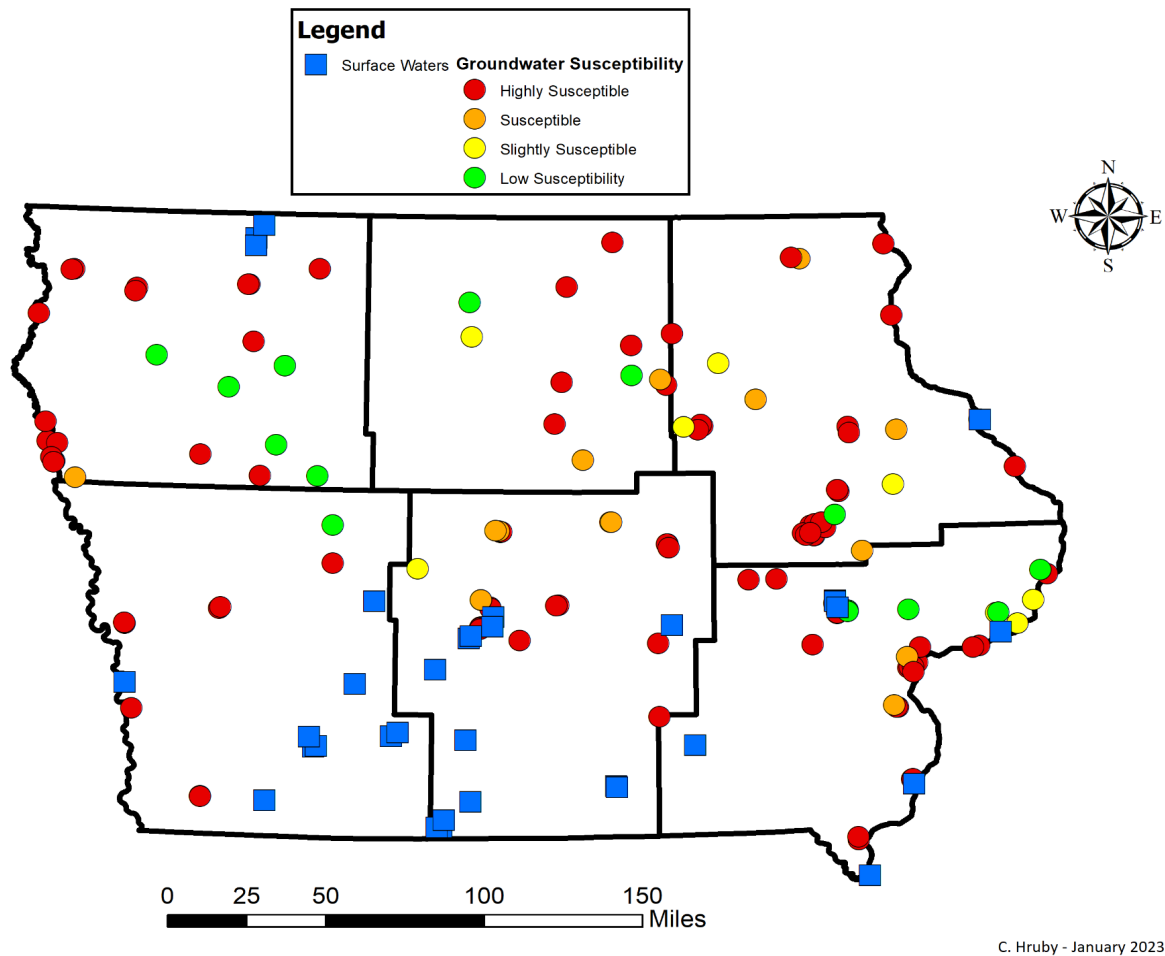 Legend
Surface Waters
Groundwater Susceptibility
Highly Susceptible
Susceptible
Slightly Susceptible
Low Susceptibility
N
W E
S
0 25 50 100 150
Miles
C. Hruby - January 2023